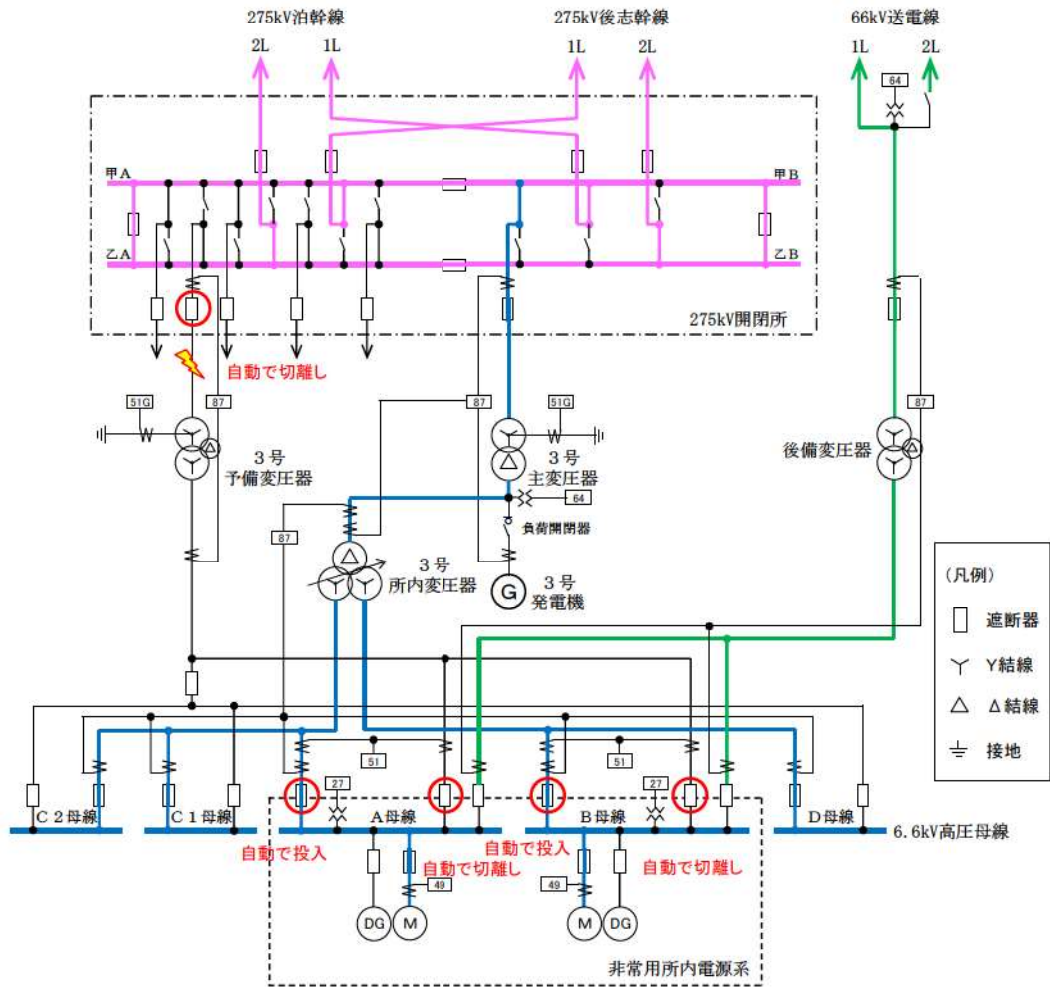 275kV泊幹線
275kV後志幹線
66kV送電線
2L
1L
1L
2L
1L
2L
64
甲A
甲B
乙A
乙B
275kV開閉所
自動で切離し
51G
87
87
51G
87
3号
予備変圧器
3号
主変圧器
後備変圧器
64
87
負荷開閉器
3号
所内変圧器
G
3号
発電機
(凡例)
遮断器
Y結線
Δ結線
接地
51
51
27
27
C2母線
C1母線
A母線
B母線
D母線
6.6kV高圧母線
自動で投入
自動で切離し
自動で投入
自動で切離し
49
49
DG
M
M
DG
非常用所内電源系